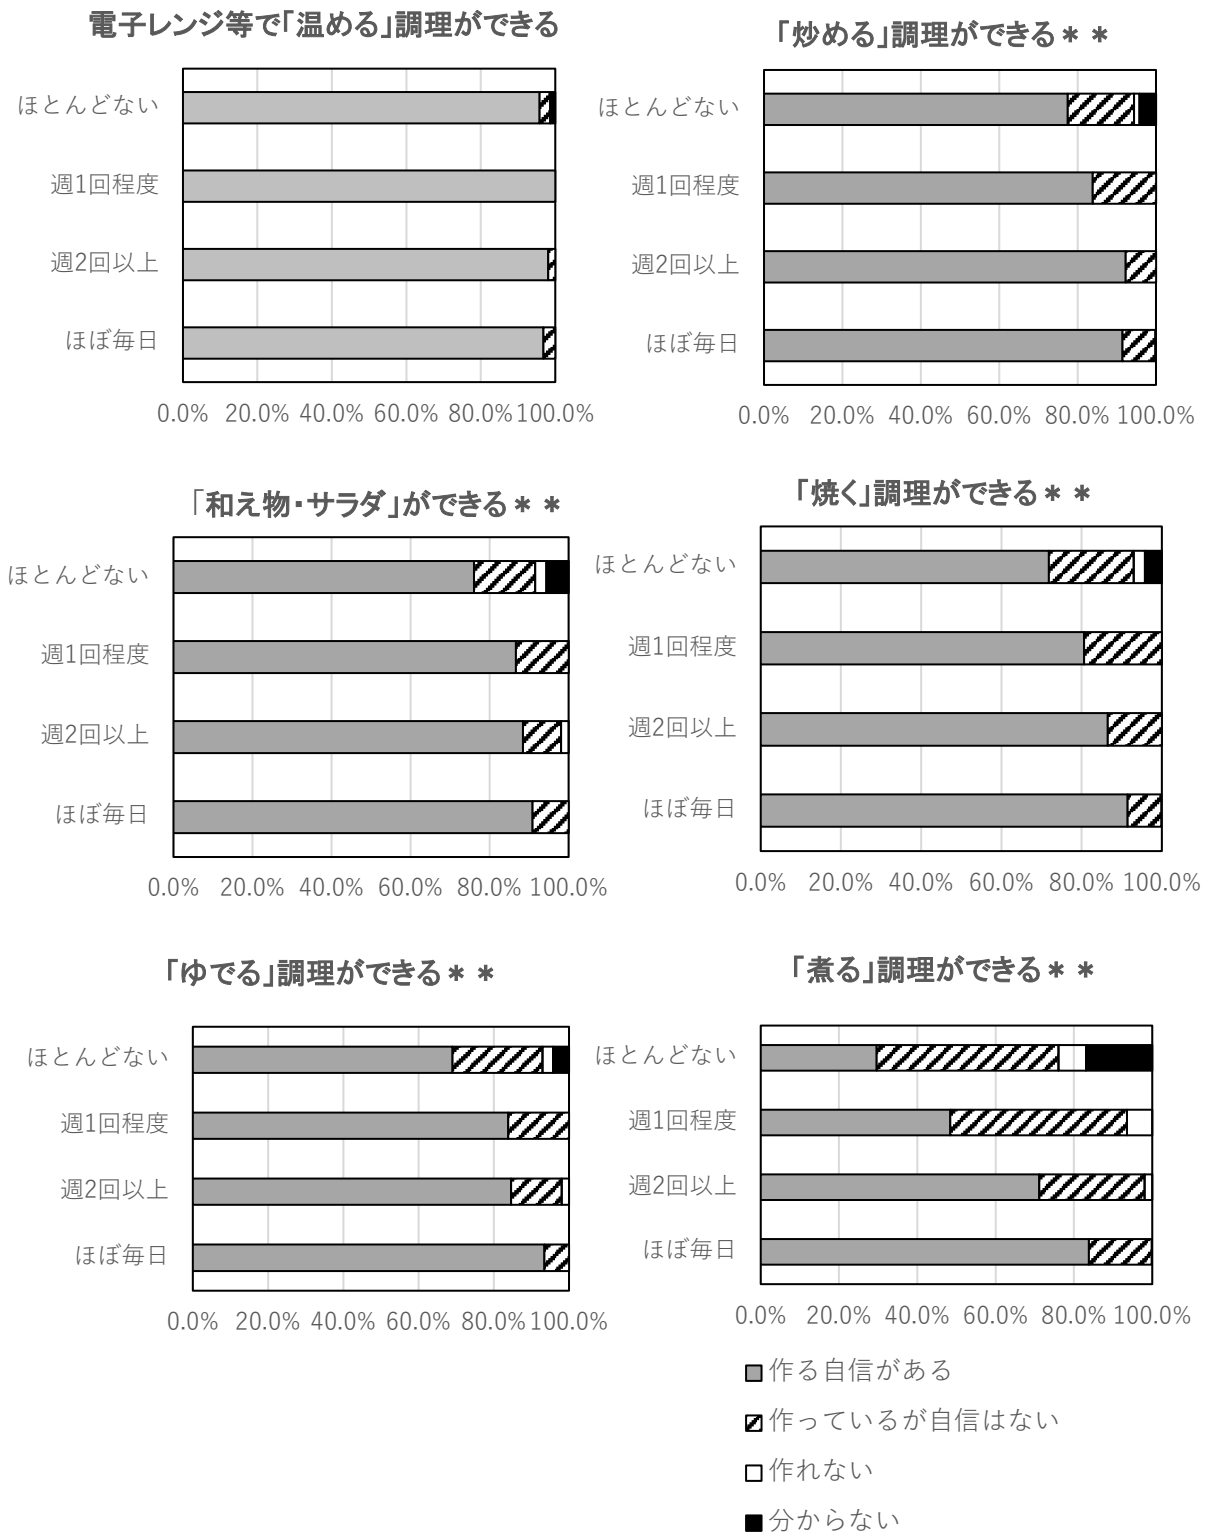 電子レンジ等で「温める」調理ができる
ほとんどない
週1回程度
週2回以上
ほぼ毎日
0.0% 20.0% 40.0% 60.0% 80.0% 100.0%
「炒める」調理ができる＊＊
ほとんどない
週1回程度
週2回以上
ほぼ毎日
0.0% 20.0% 40.0% 60.0% 80.0% 100.0%
「和え物・サラダ」ができる＊＊
ほとんどない
週1回程度
週2回以上
ほぼ毎日
0.0% 20.0% 40.0% 60.0% 80.0% 100.0%
「焼く」調理ができる＊＊
ほとんどない
週1回程度
週2回以上
ほぼ毎日
0.0% 20.0% 40.0% 60.0% 80.0% 100.0%
「ゆでる」調理ができる＊＊
ほとんどない
週1回程度
週2回以上
ほぼ毎日
0.0% 20.0% 40.0% 60.0% 80.0% 100.0%
「煮る」調理ができる＊＊
ほとんどない
週1回程度
週2回以上
ほぼ毎日
0.0% 20.0% 40.0% 60.0% 80.0% 100.0%
作る自信がある
作っているが自信はない
作れない
分からない